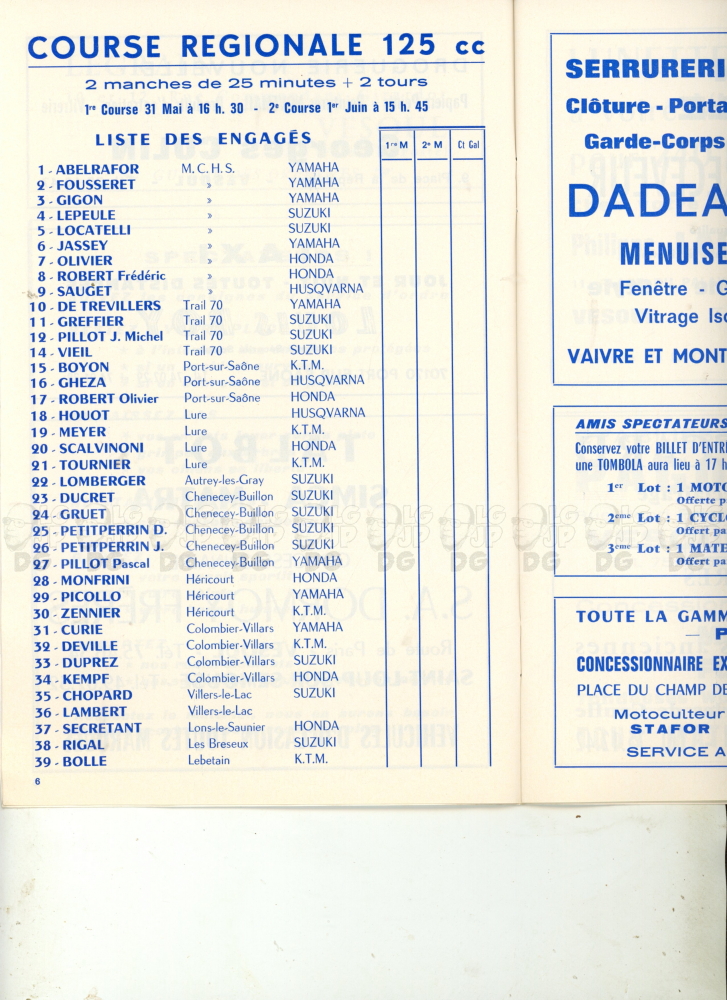 COURSE REGIONALE 125 cc
2 manches de 25 minutes + 2 tours
1re Course 31 Mai à 16 h. 30 - 2e Course 1er Juin à 15 h. 45
LISTE DES ENGAGÉS 1re M 2e M Ct Gal
1 - ABELRAFOR M.C.H.S. YAMAHA
2 - FOUSSERET » YAMAHA
3 - GIGON » YAMAHA
4 - LEPEULE » SUZUKI
5 - LOCATELLI » SUZUKI
6 - JASSEY » YAMAHA
7 - OLIVIER » HONDA
8 - ROBERT Frédéric » HONDA
9 - SAUGET » HUSQVARNA
10 - DE TREVILLERS Trail 70 YAMAHA
11 - GREFFIER Trail 70 SUZUKI
12 - PILLOT J. Michel Trail 70 SUZUKI
14 - VIEIL Trail 70 SUZUKI
15 - BOYON Port-sur-Saône K.T.M.
16 - GHEZA Port-sur-Saône HUSQVARNA
17 - ROBERT Olivier Port-sur-Saône HONDA
18 - HOUOT Lure HUSQVARNA
19 - MEYER Lure K.T.M.
20 - SCALVINONI Lure HONDA
21 - TOURNIER Lure K.T.M.
22 - LOMBERGER Autrey-les-Gray SUZUKI
23 - DUCRET Chenecey-Buillon SUZUKI
24 - GRUET Chenecey-Buillon SUZUKI
25 - PETITPERRIN D. Chenecey-Buillon SUZUKI
26 - PETITPERRIN J. Chenecey-Buillon SUZUKI
27 - PILLOT Pascal Chenecey-Buillon YAMAHA
28 - MONFRINI Héricourt HONDA
29 - PICOLLO Héricourt YAMAHA
30 - ZENNIER Héricourt K.T.M.
31 - CURIE Colombier-Villars YAMAHA
32 - DEVILLE Colombier-Villars K.T.M.
33 - DUPREZ Colombier-Villars SUZUKI
34 - KEMPF Colombier-Villars HONDA
35 - CHOPARD Villers-le-Lac SUZUKI
36 - LAMBERT Villers-le-Lac
37 - SECRETANT Lons-le-Saunier HONDA
38 - RIGAL Les Breseux SUZUKI
39 - BOLLE Lebetain K.T.M.
6
SERRURERI
Clôture - Porta
Garde-Corps
DADEA
MENUISE
Fenêtre - G
Vitrage Iso
VAIVRE ET MONT
AMIS SPECTATEURS
Conservez votre BILLET D'ENTR
une TOMBOLA aura lieu à 17 h
1er Lot : 1 MOTO
Offerte p
2eme Lot : 1 CYCL
Offert pa
3eme Lot : 1 MATE
Offert pa
TOUTE LA GAMM
— P
CONCESSIONNAIRE EX
PLACE DU CHAMP DE
Motoculteur
STAFOR
SERVICE A